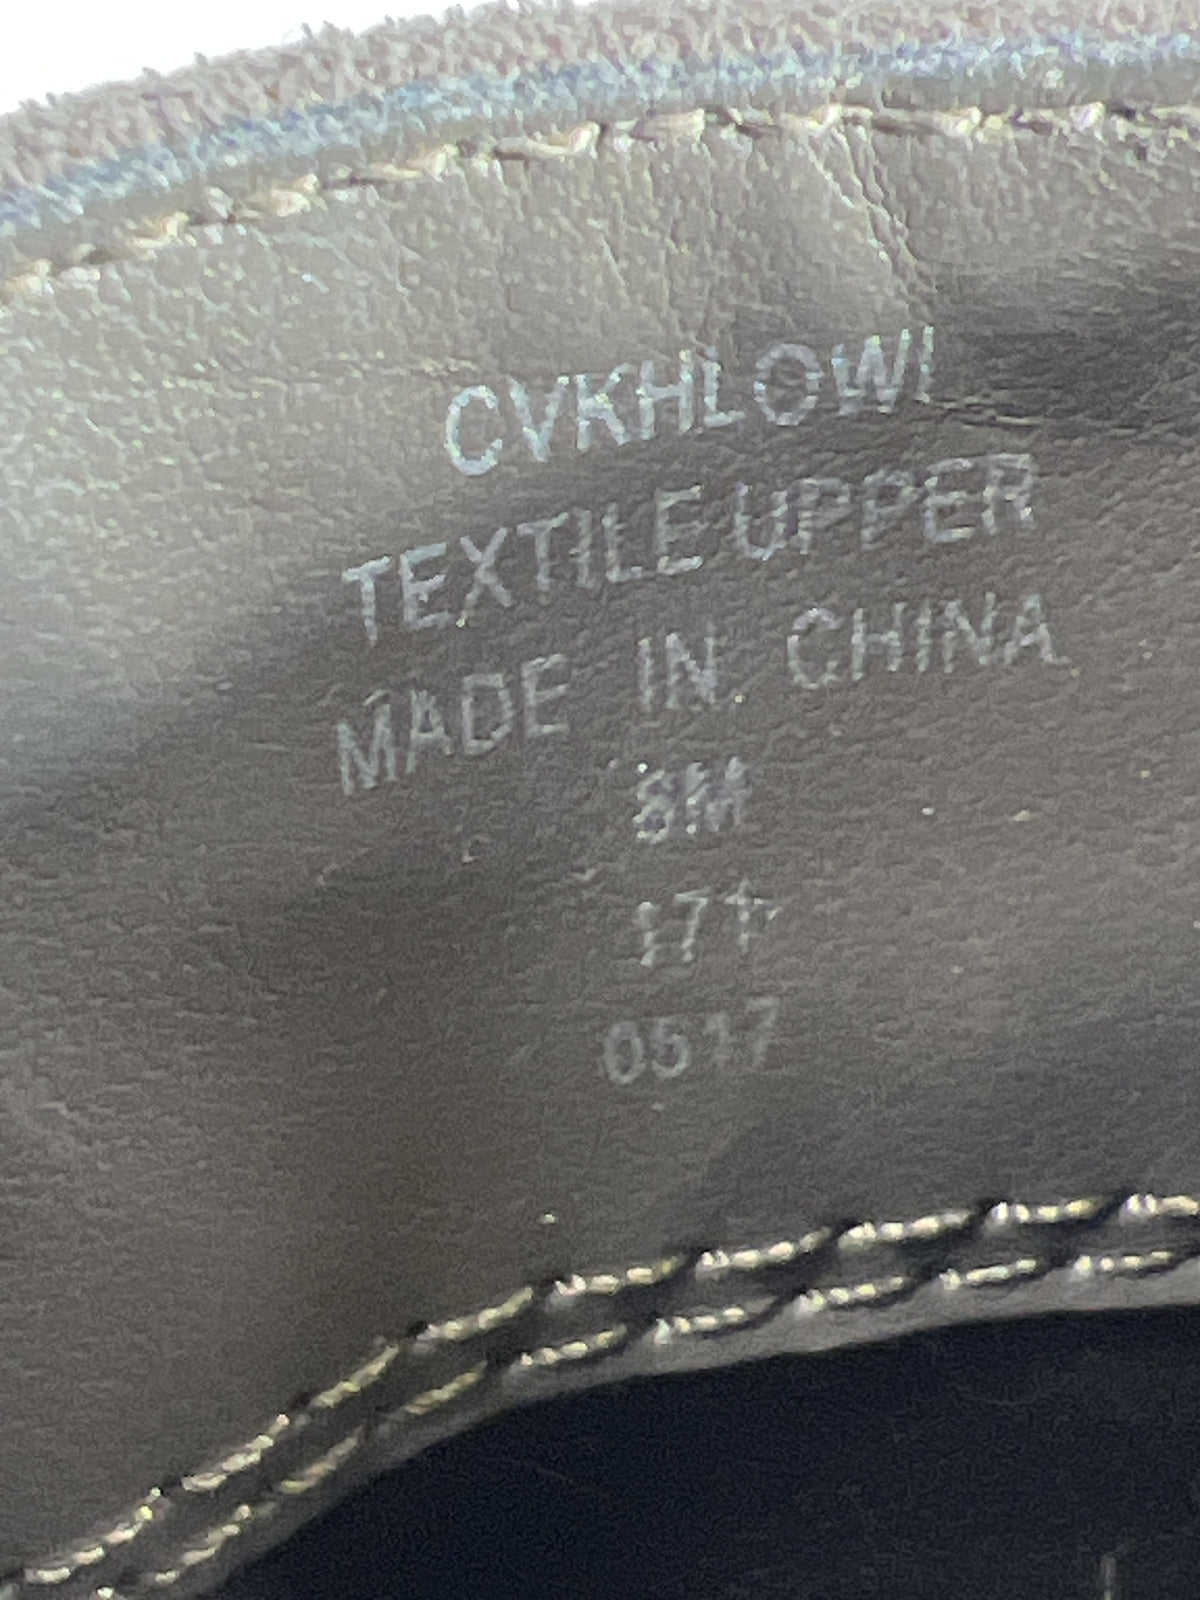 CVKHLOWI
TEXTILE UPPER
MADE IN CHINA
8M
171
0517